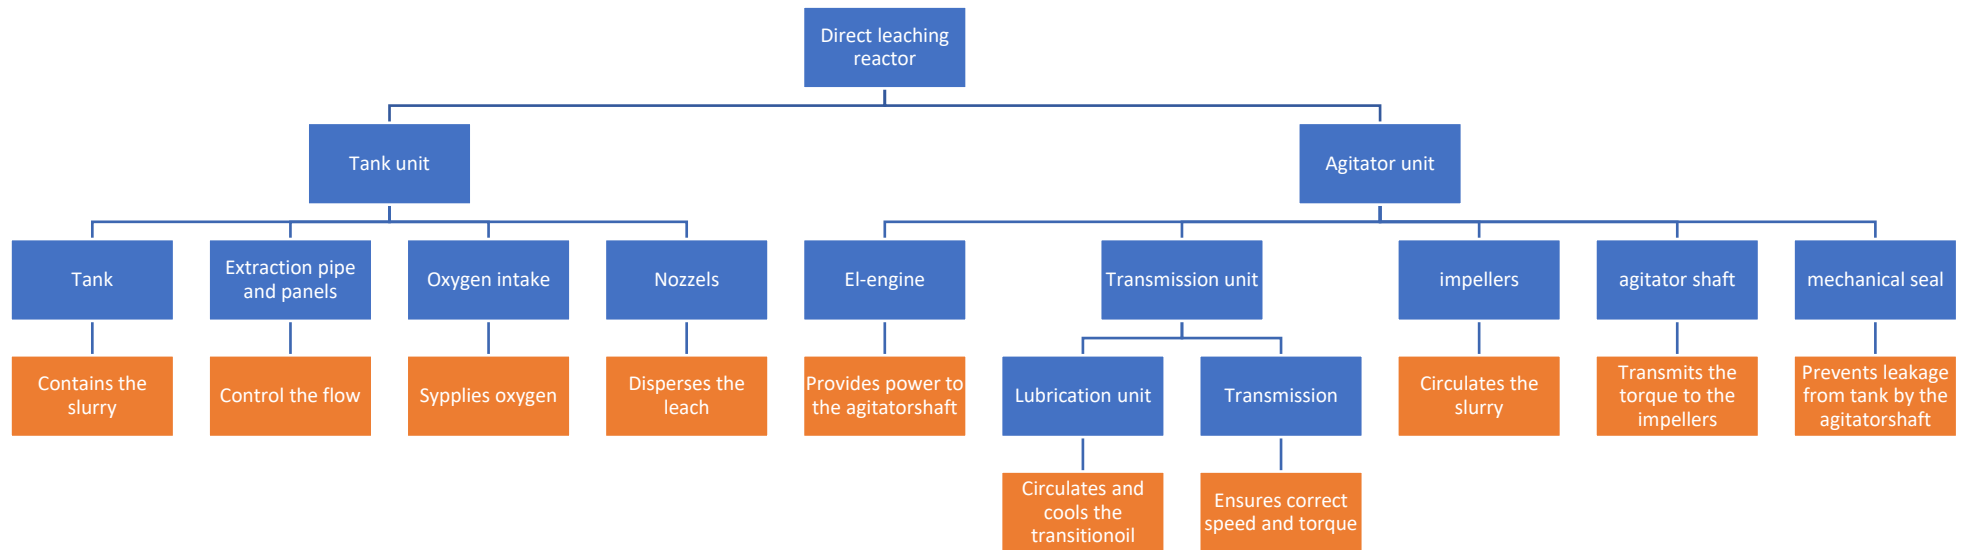 Direct leaching
reactor
Tank unit
Agitator unit
Tank
Extraction pipe
and panels
Oxygen intake
Nozzels
El-engine
Transmission unit
impellers
agitator shaft
mechanical seal
Contains the
slurry
Control the flow
Sypplies oxygen
Disperses the
leach
Provides power to
the agitatorshaft
Lubrication unit
Transmission
Circulates the
slurry
Transmits the
torque to the
impellers
Prevents leakage
from tank by the
agitatorshaft
Circulates and
cools the
transitionoil
Ensures correct
speed and torque